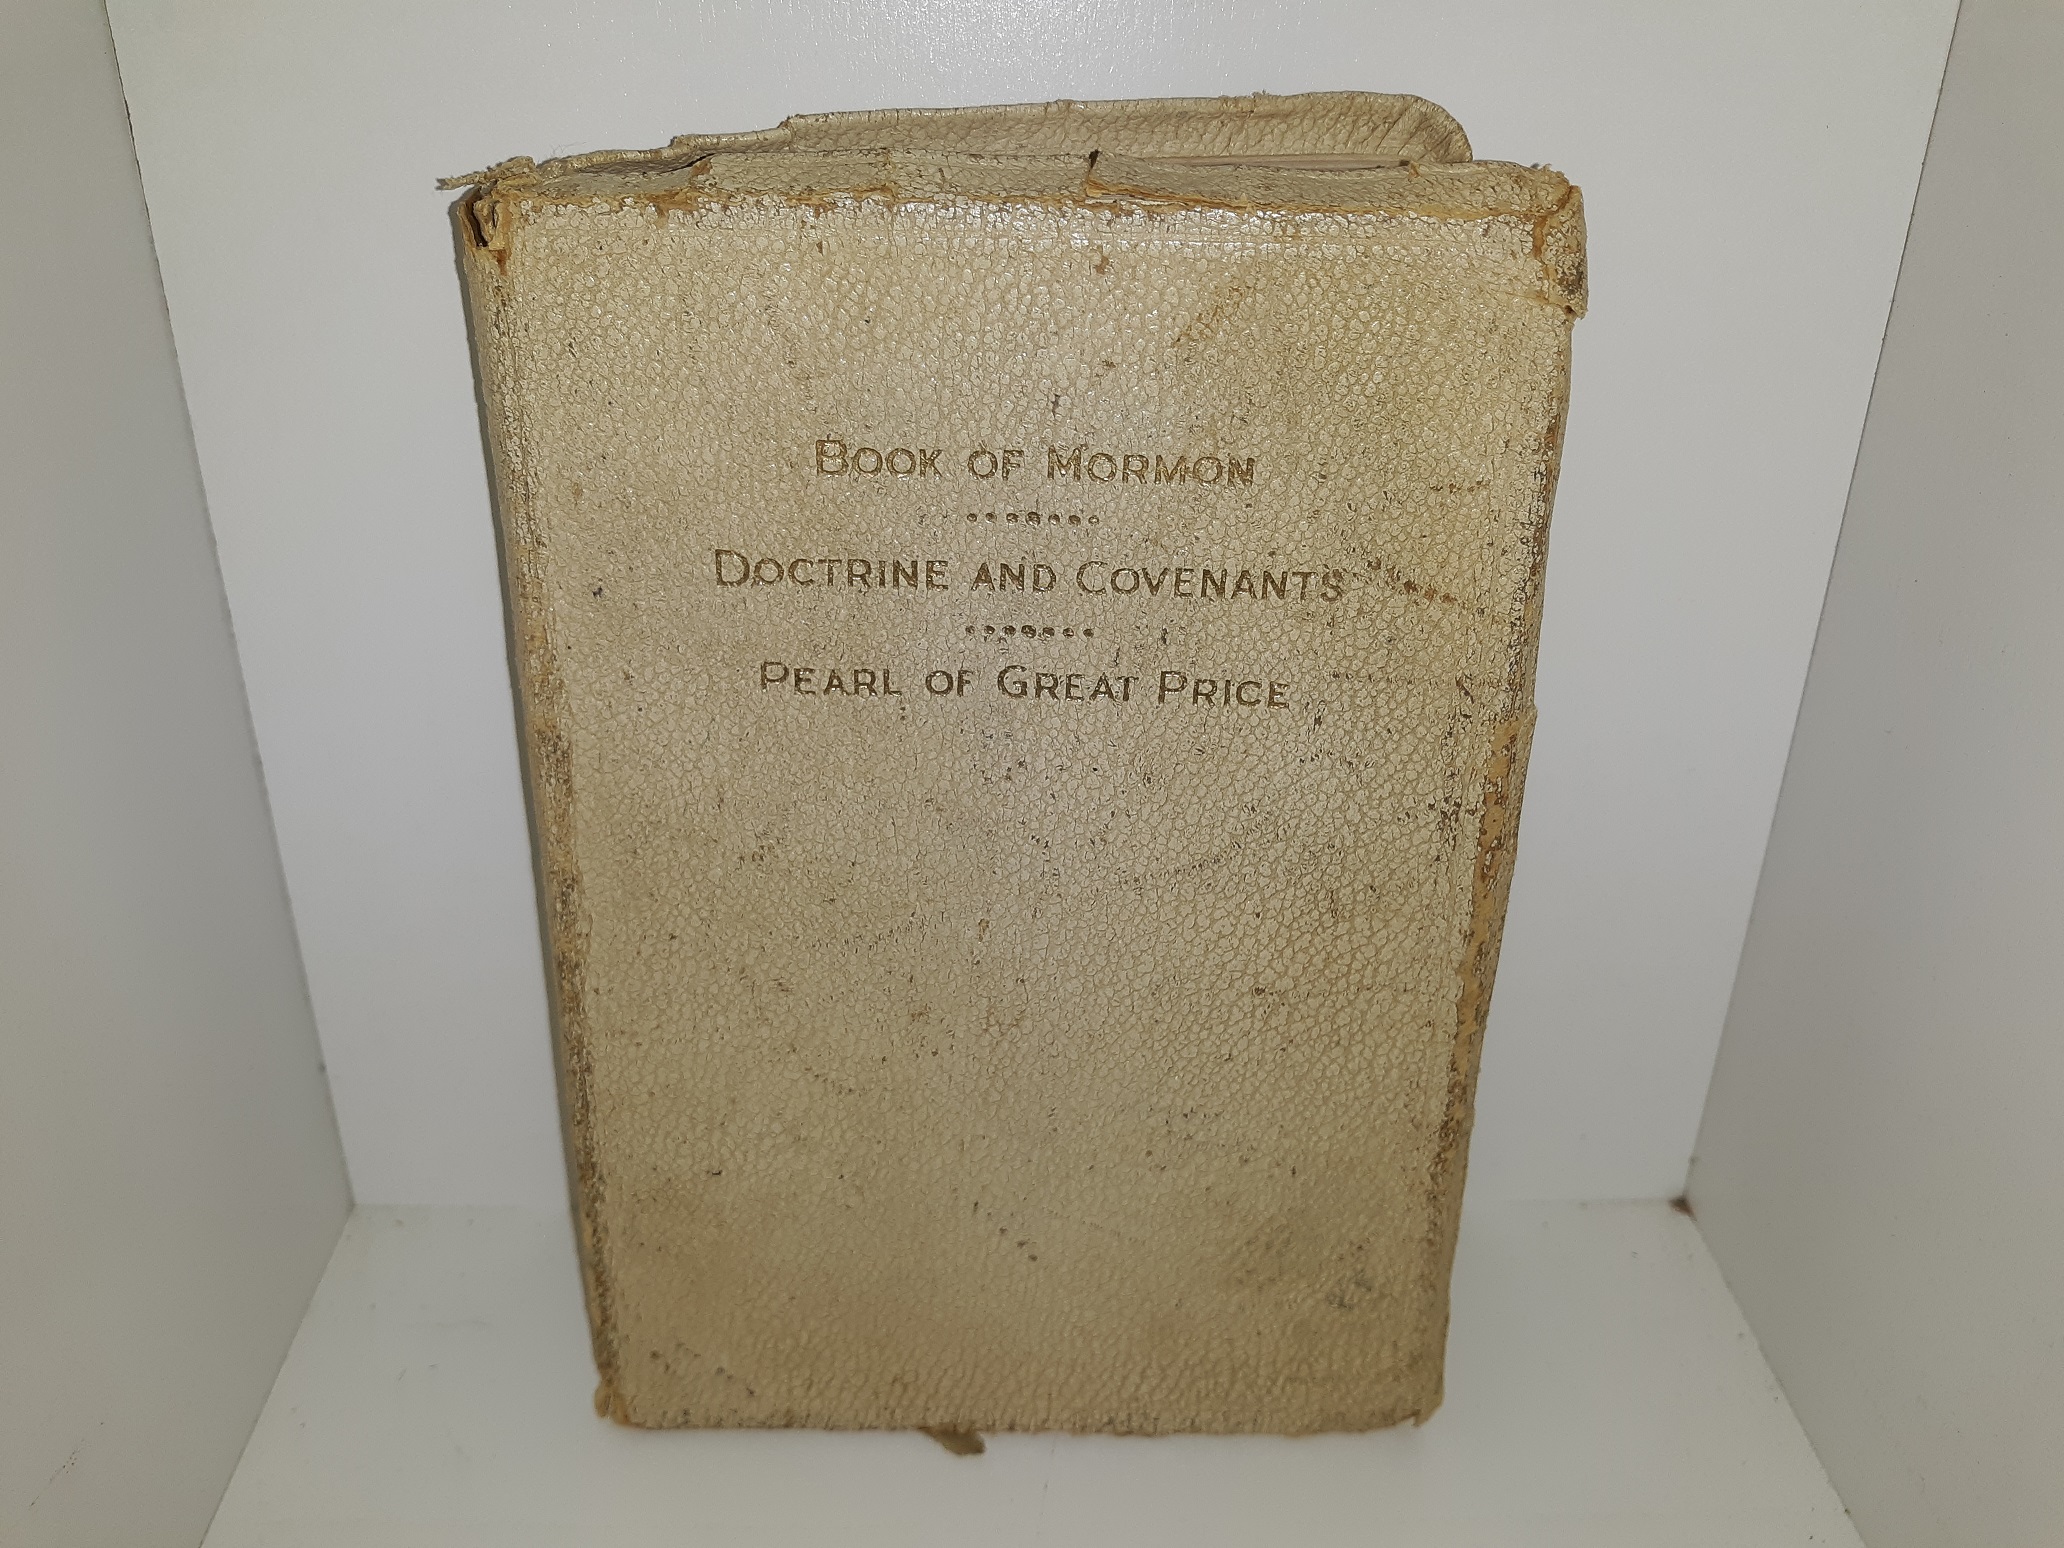 Book of Mormon
Doctrine and Covenants
Pearl of Great Price